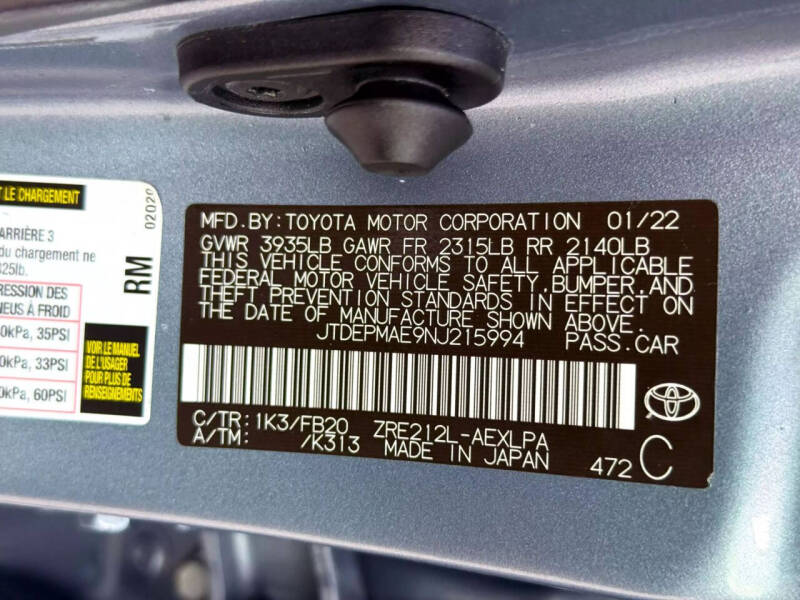 T LE CHARGEMENT
ARRIÈRE 3
du chargement ne
825lb.
RESSION DES
NEUS À FROID
0kPa, 35PSI
0kPa, 33PSI
0kPa, 60PSI
02028
RM
VOIR LE MANUEL
DE L'USAGER
POUR PLUS DE
RENSEIGNEMENTS
MFD.BY:TOYOTA MOTOR CORPORATION 01/22
GVWR 3935LB GAWR FR 2315LB RR 2140LB
THIS VEHICLE CONFORMS TO ALL APPLICABLE
FEDERAL MOTOR VEHICLE SAFETY,BUMPER,AND
THEFT PREVENTION STANDARDS IN EFFECT ON
THE DATE OF MANUFACTURE SHOWN ABOVE.
JTDEPMAE9NJ215994 PASS.CAR
C/TR: 1K3/FB20 ZRE212L-AEXLPA
A/TM: /K313 MADE IN JAPAN 472 C